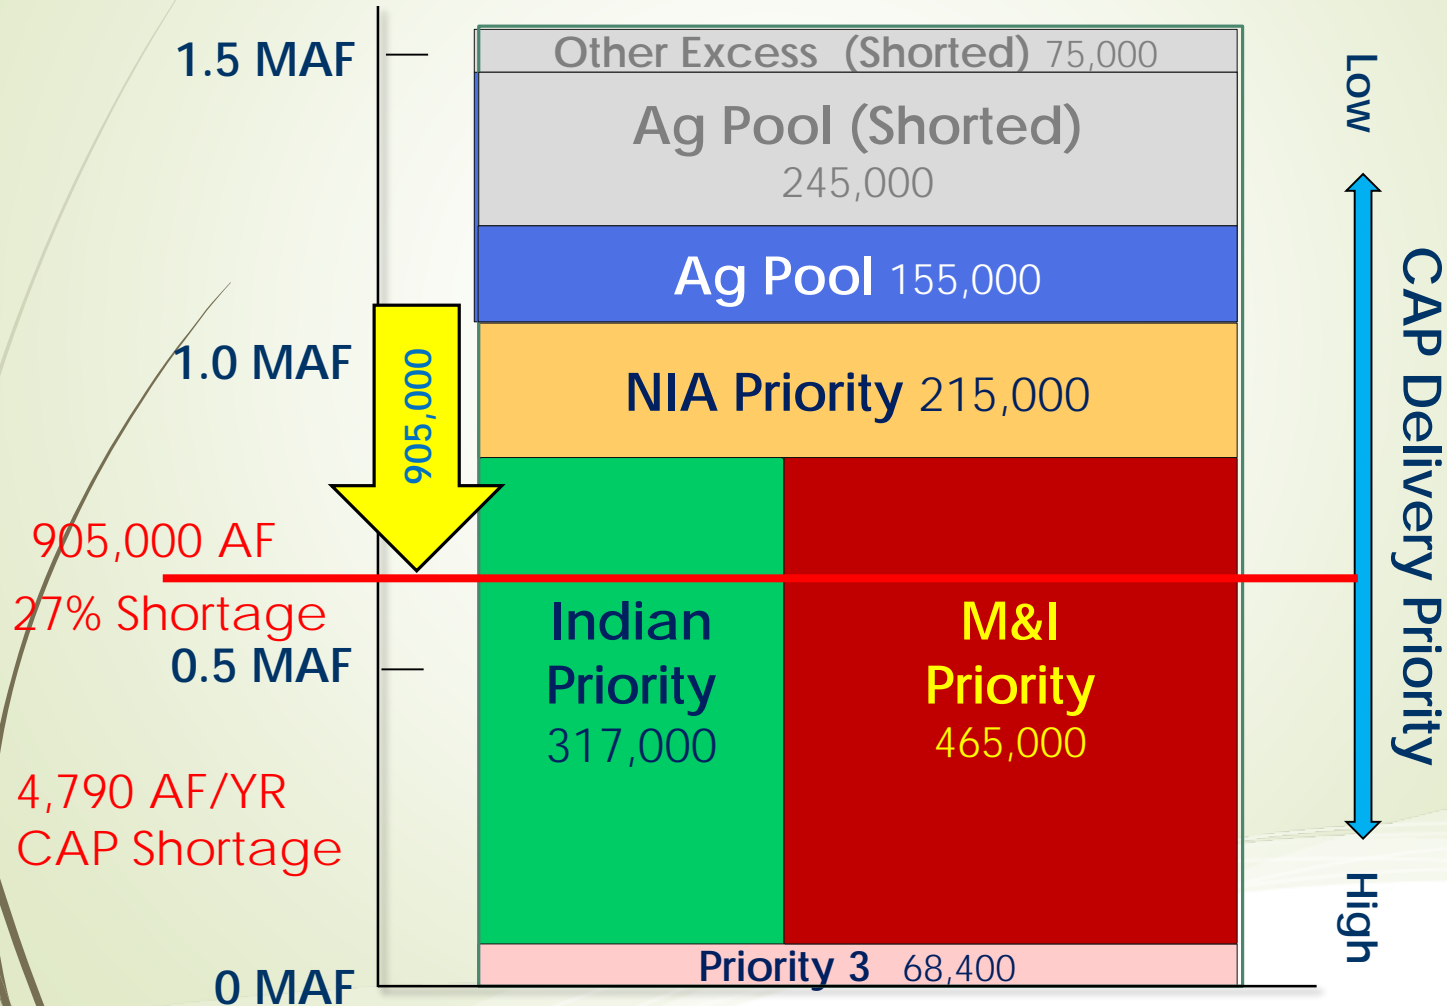 1.5 MAF
Other Excess (Shorted) 75,000
Ag Pool (Shorted)
245,000
Ag Pool 155,000
1.0 MAF
NIA Priority 215,000
905,000
905,000 AF
27% Shortage
0.5 MAF
Indian
Priority
317,000
M&I
Priority
465,000
4,790 AF/YR
CAP Shortage
Priority 3 68,400
0 MAF
Low
CAP Delivery Priority
High